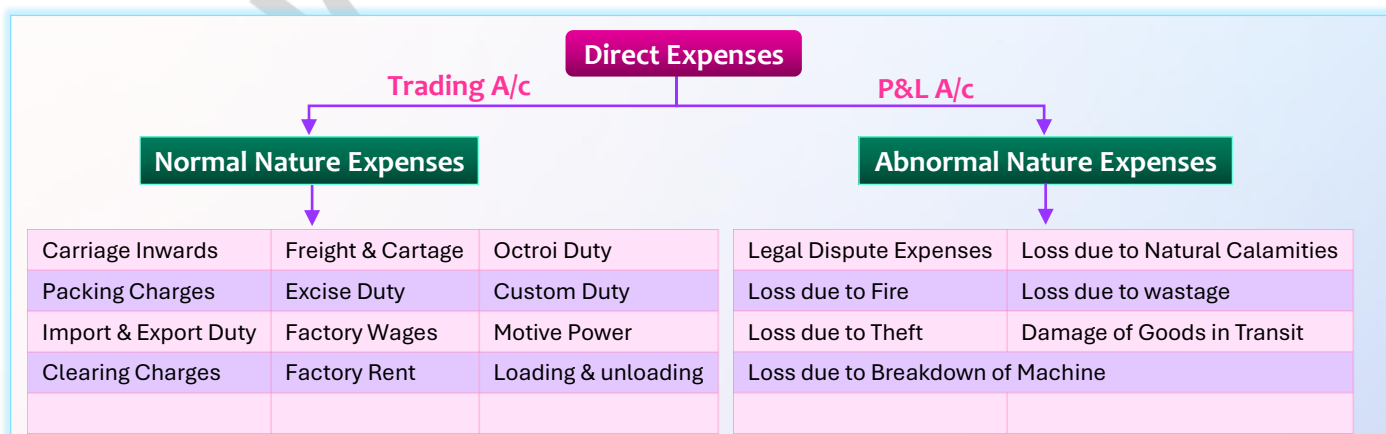 Direct Expenses
Trading A/c
P&L A/c
Normal Nature Expenses
Abnormal Nature Expenses
Carriage Inwards Freight & Cartage Octroi Duty
Packing Charges Excise Duty Custom Duty
Import & Export Duty Factory Wages Motive Power
Clearing Charges Factory Rent Loading & unloading
Legal Dispute Expenses Loss due to Natural Calamities
Loss due to Fire Loss due to wastage
Loss due to Theft Damage of Goods in Transit
Loss due to Breakdown of Machine